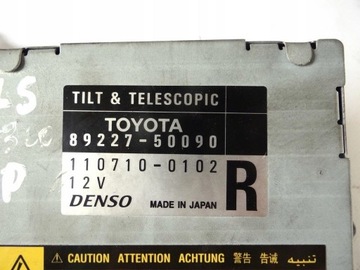 TILT & TELESCOPIC
TOYOTA
89227-50090
110710-0102
12V
R
DENSO MADE IN JAPAN
CAUTION ATTENTION ACHTUNG 警告 告诫 تنبيه